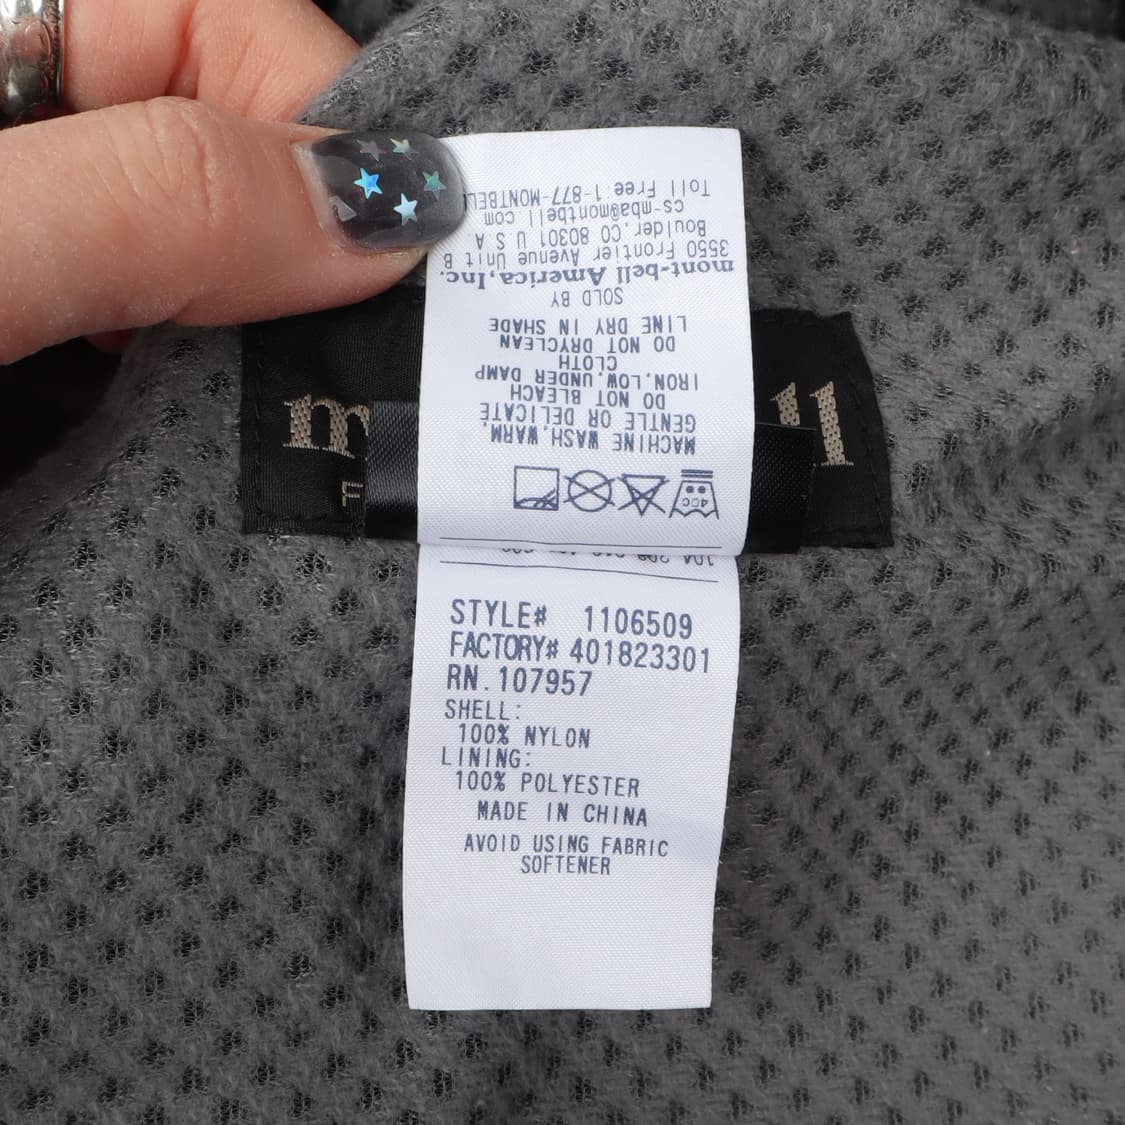 Toll Free:1-877-MONTBELL
cs-mba@montbell.com
Boulder,CO 80301 U.S.A
3550 Frontier Avenue Unit B
mont-bell America,Inc.
SOLD BY
LINE DRY IN SHADE
DO NOT DRYCLEAN
CLOTH
IRON,LOW,UNDER DAMP
DO NOT BLEACH
GENTLE OR DELICATE
MACHINE WASH,WARM,
40C
m ll
F
STYLE# 1106509
FACTORY# 401823301
RN.107957
SHELL:
100% NYLON
LINING:
100% POLYESTER
MADE IN CHINA
AVOID USING FABRIC
SOFTENER